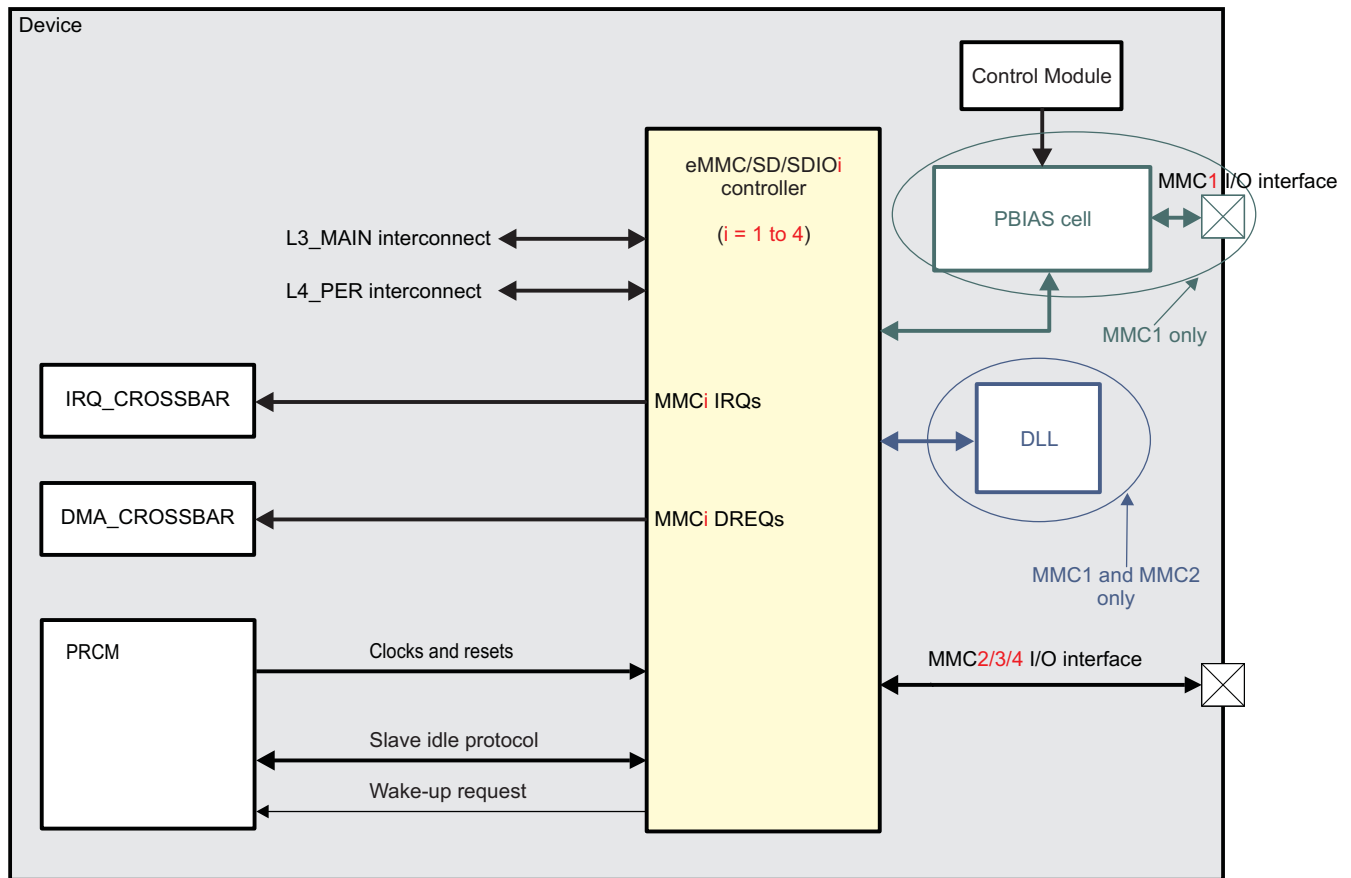 Device
Control Module
eMMC/SD/SDIOi
controller
(i = 1 to 4)
MMC1 I/O interface
PBIAS cell
L3_MAIN interconnect
L4_PER interconnect
MMC1 only
IRQ_CROSSBAR
MMCi IRQs
DLL
DMA_CROSSBAR
MMCi DREQs
MMC1 and MMC2
only
PRCM
Clocks and resets
MMC2/3/4 I/O interface
Slave idle protocol
Wake-up request